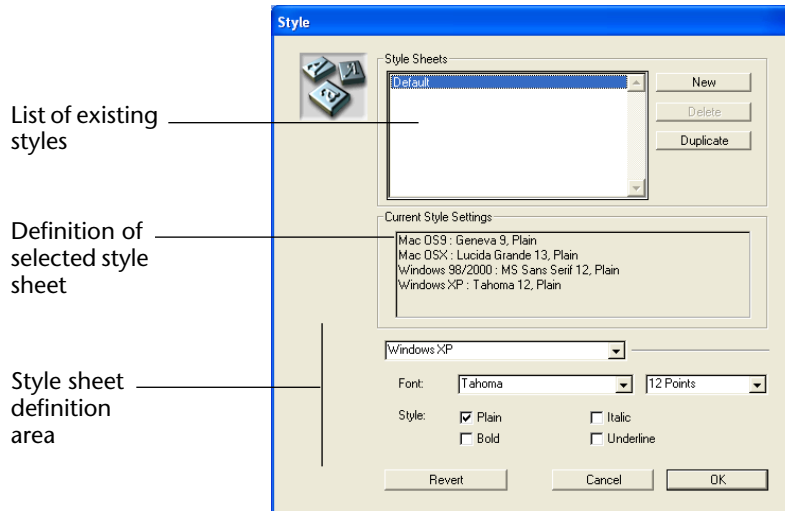 Style
Style Sheets
Default
New
Delete
Duplicate
List of existing
styles
Current Style Settings
Mac OS9 : Geneva 9, Plain
Mac OSX : Lucida Grande 13, Plain
Windows 98/2000 : MS Sans Serif 12, Plain
Windows XP : Tahoma 12, Plain
Definition of
selected style
sheet
Windows XP
Font: Tahoma 12 Points
Style: Plain Italic
Bold Underline
Style sheet
definition
area
Revert Cancel OK